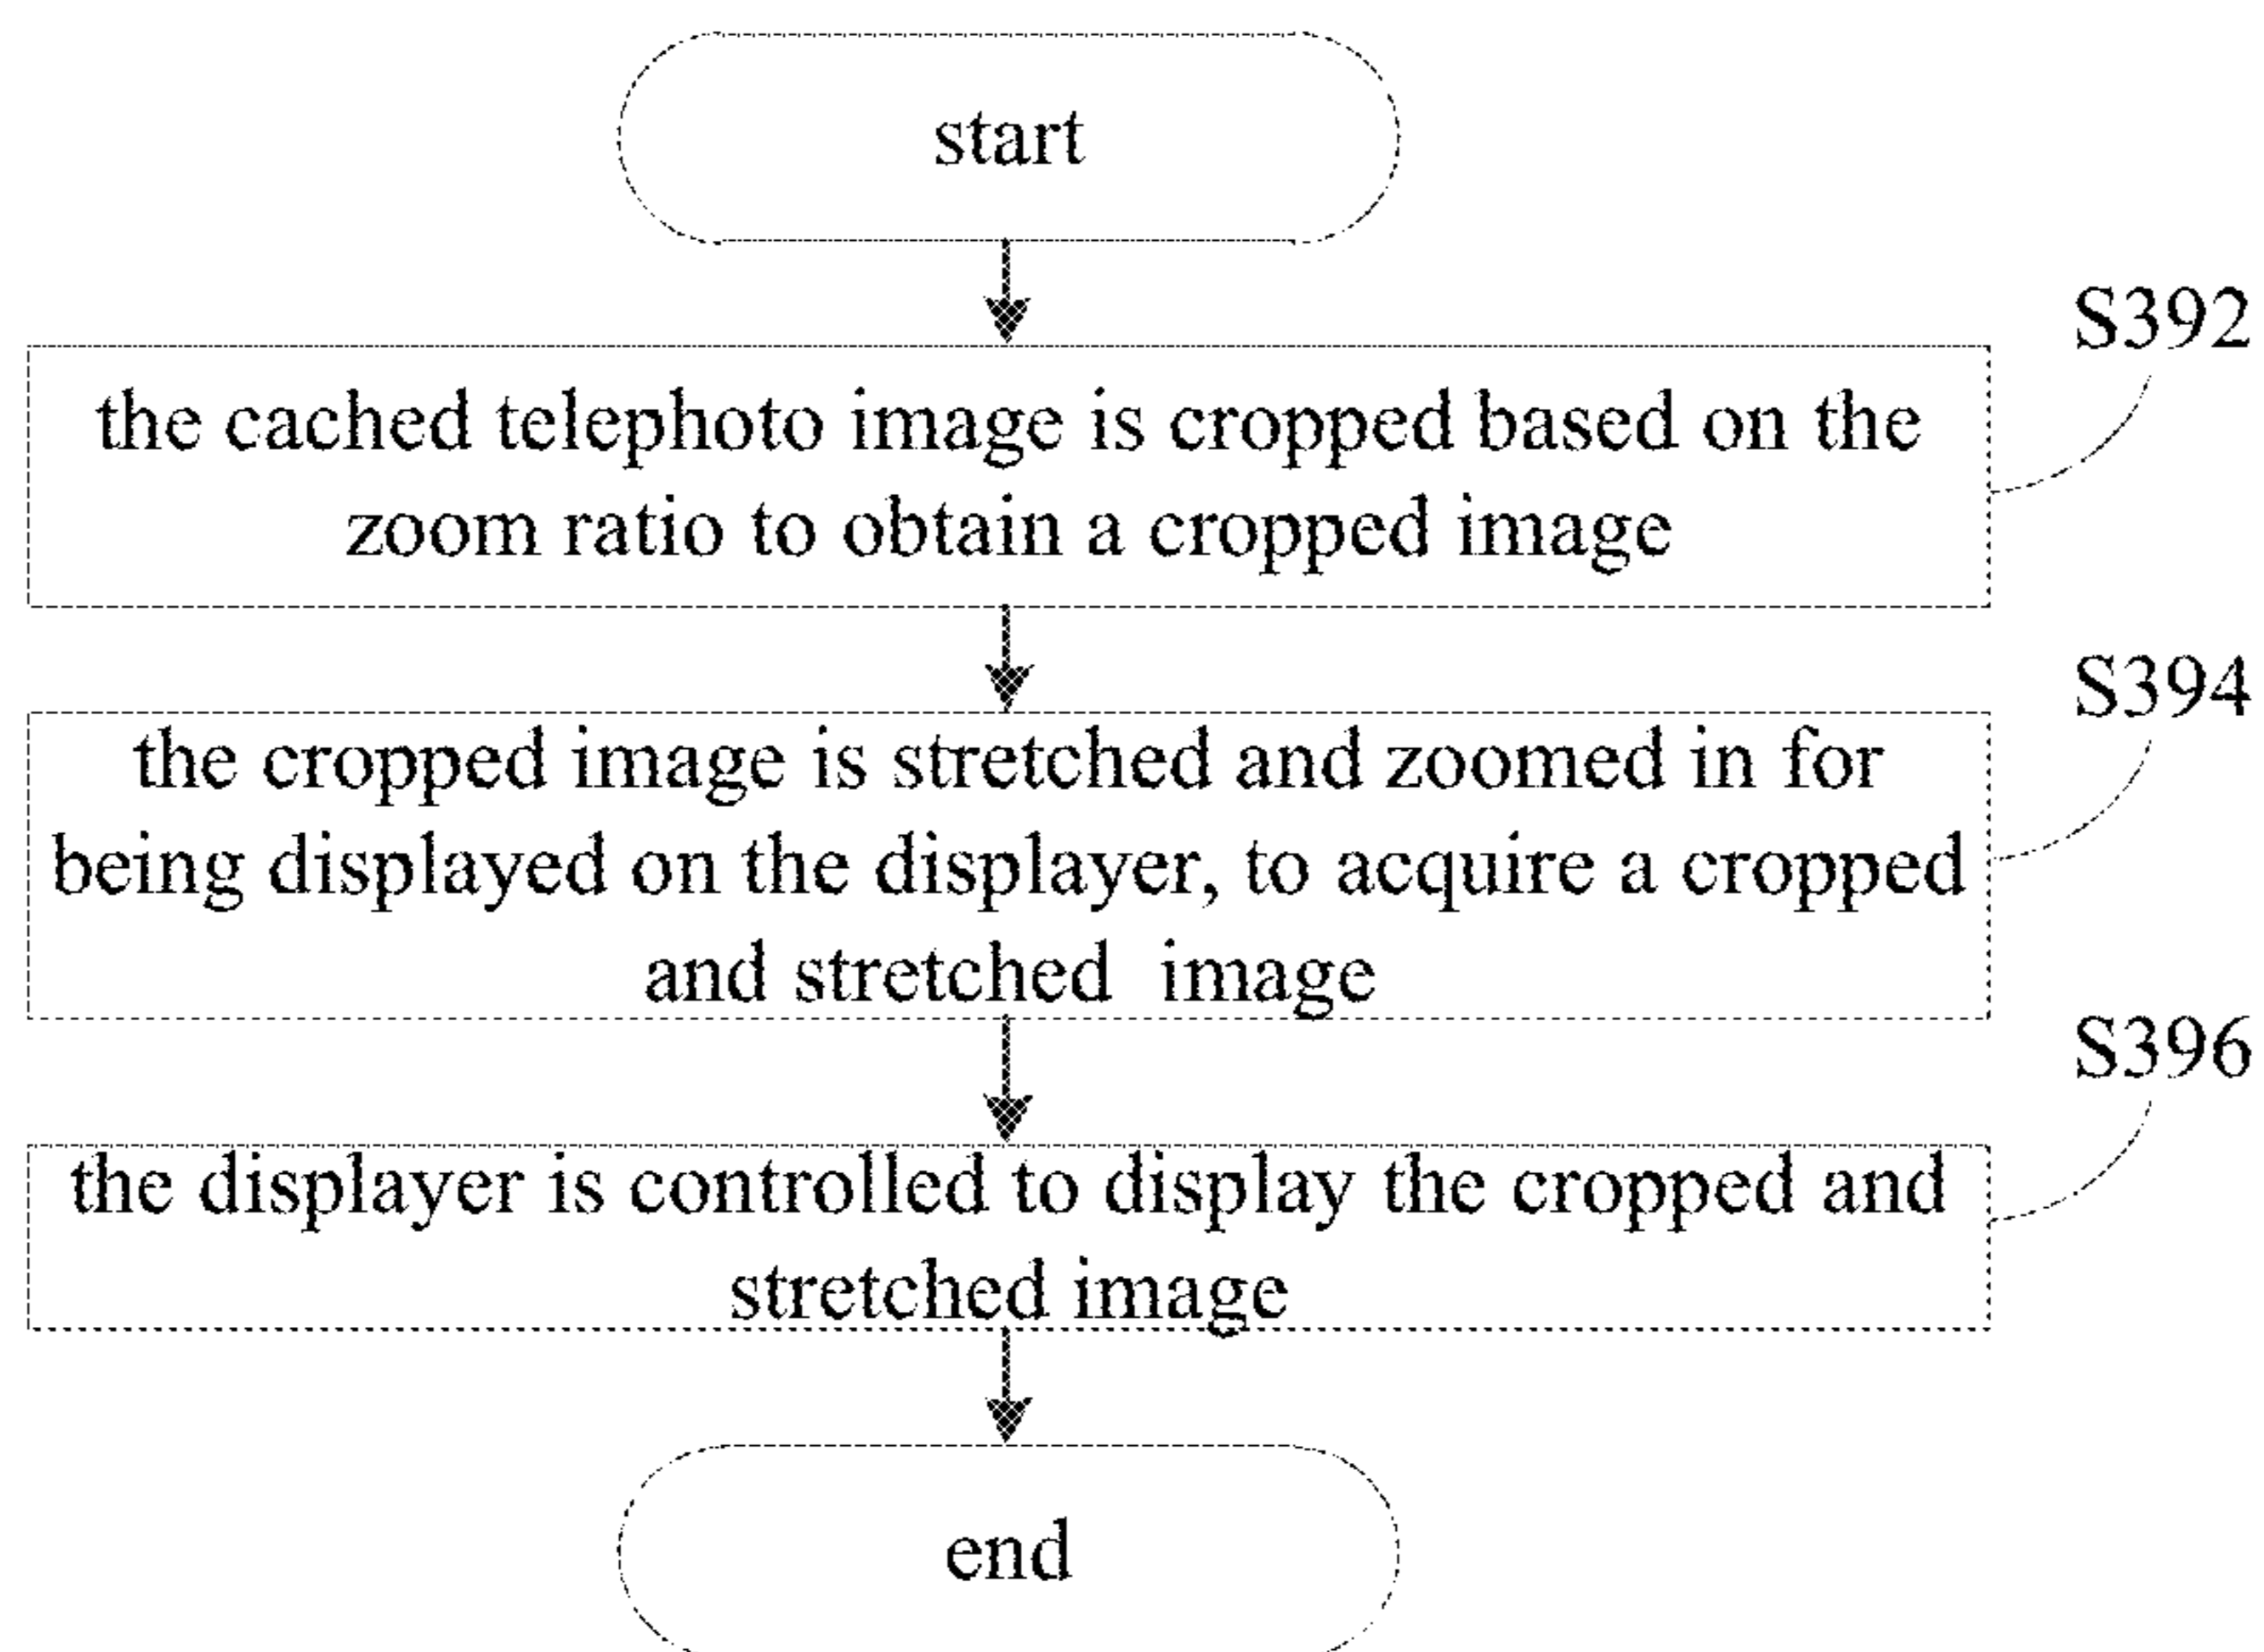 start
S392
the cached telephoto image is cropped based on the
zoom ratio to obtain a cropped image
S394
the cropped image is stretched and zoomed in for
being displayed on the displayer, to acquire a cropped
and stretched image
S396
the displayer is controlled to display the cropped and
stretched image
end